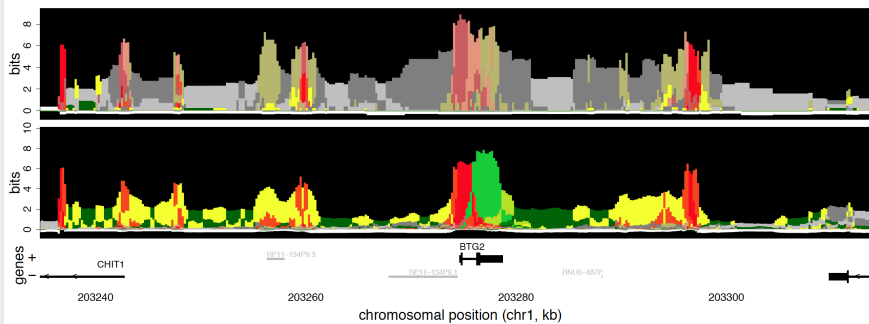 bits
0 2 4 6 8
bits
0 2 4 6 8 10
genes
+
−
CHIT1
RP11−134P9.3
RP11−134P9.1
BTG2
RNU6−487P
203240 203260 203280 203300
chromosomal position (chr1, kb)